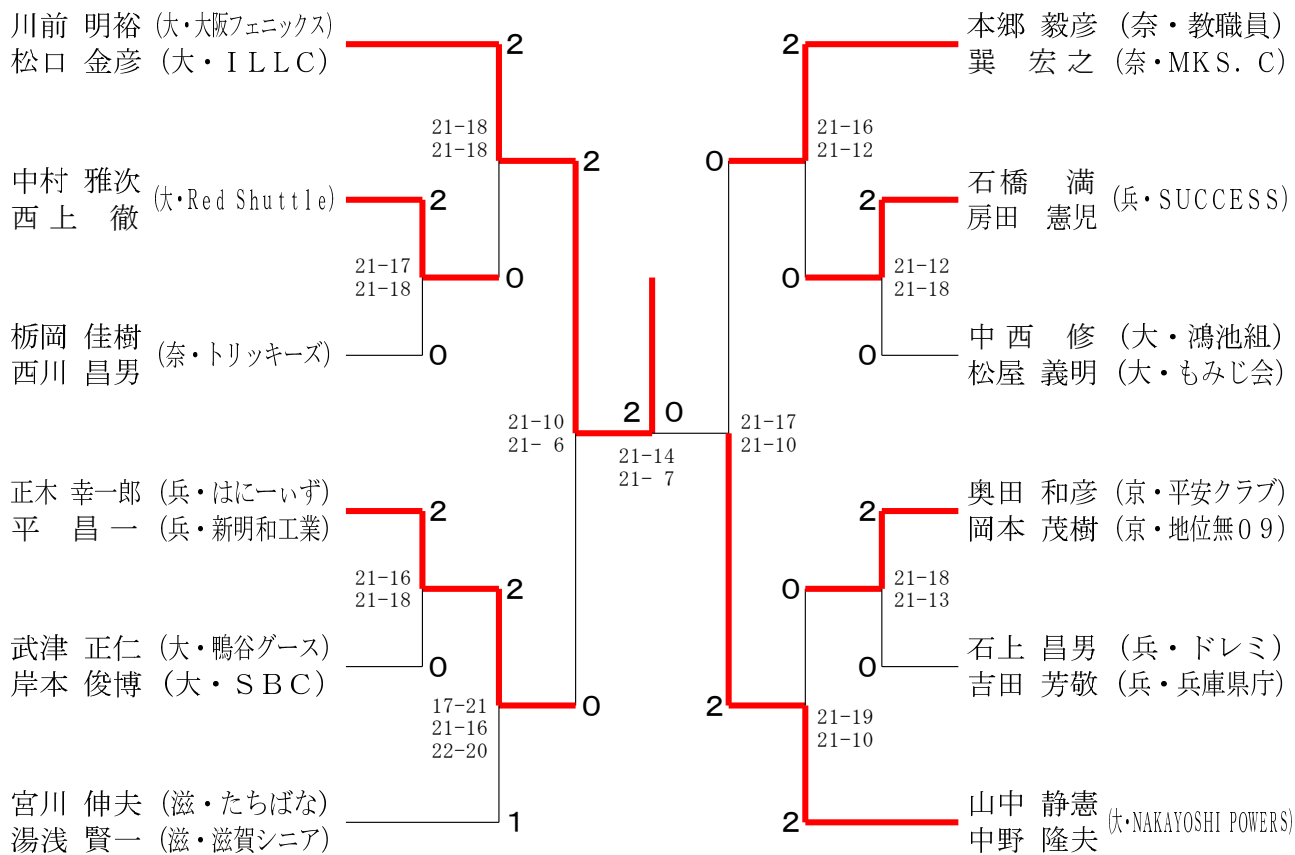 川前 明裕 (大・大阪フェニックス)
松口 金彦 (大・ＩＬＬＣ)
2
21-18
21-18
2
中村 雅次
西上 徹
(大・Red Shuttle)
2
21-17
21-18
0
栃岡 佳樹
西川 昌男
(奈・トリッキーズ)
0
21-10
21- 6
2 0
21-14
21- 7
正木 幸一郎 (兵・はにーぃず)
平 昌一 (兵・新明和工業)
2
21-16
21-18
2
武津 正仁 (大・鴨谷グース)
岸本 俊博 (大・ＳＢＣ)
0
17-21
21-16
22-20
0
宮川 伸夫 (滋・たちばな)
湯浅 賢一 (滋・滋賀シニア)
1
本郷 毅彦 (奈・教職員)
巽 宏之 (奈・MKS. C)
2
21-16
21-12
0
石橋 満
房田 憲児
(兵・SUCCESS)
2
21-12
21-18
0
中西 修 (大・鴻池組)
松屋 義明 (大・もみじ会)
0
21-17
21-10
奥田 和彦 (京・平安クラブ)
岡本 茂樹 (京・地位無０９)
2
21-18
21-13
0
石上 昌男 (兵・ドレミ)
吉田 芳敬 (兵・兵庫県庁)
0
21-19
21-10
2
山中 静憲
中野 隆夫
(大・NAKAYOSHI POWERS)
2